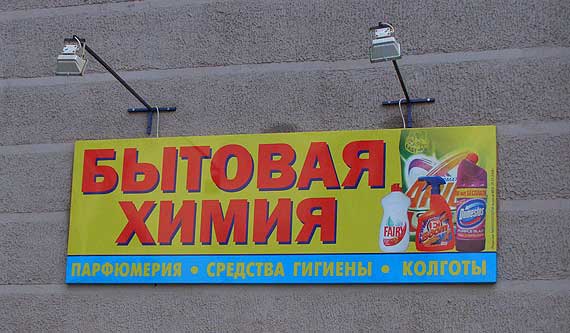 БЫТОВАЯ
ХИМИЯ
FAIRY
Domestos
ПАРФЮМЕРИЯ • СРЕДСТВА ГИГИЕНЫ • КОЛГОТЫ